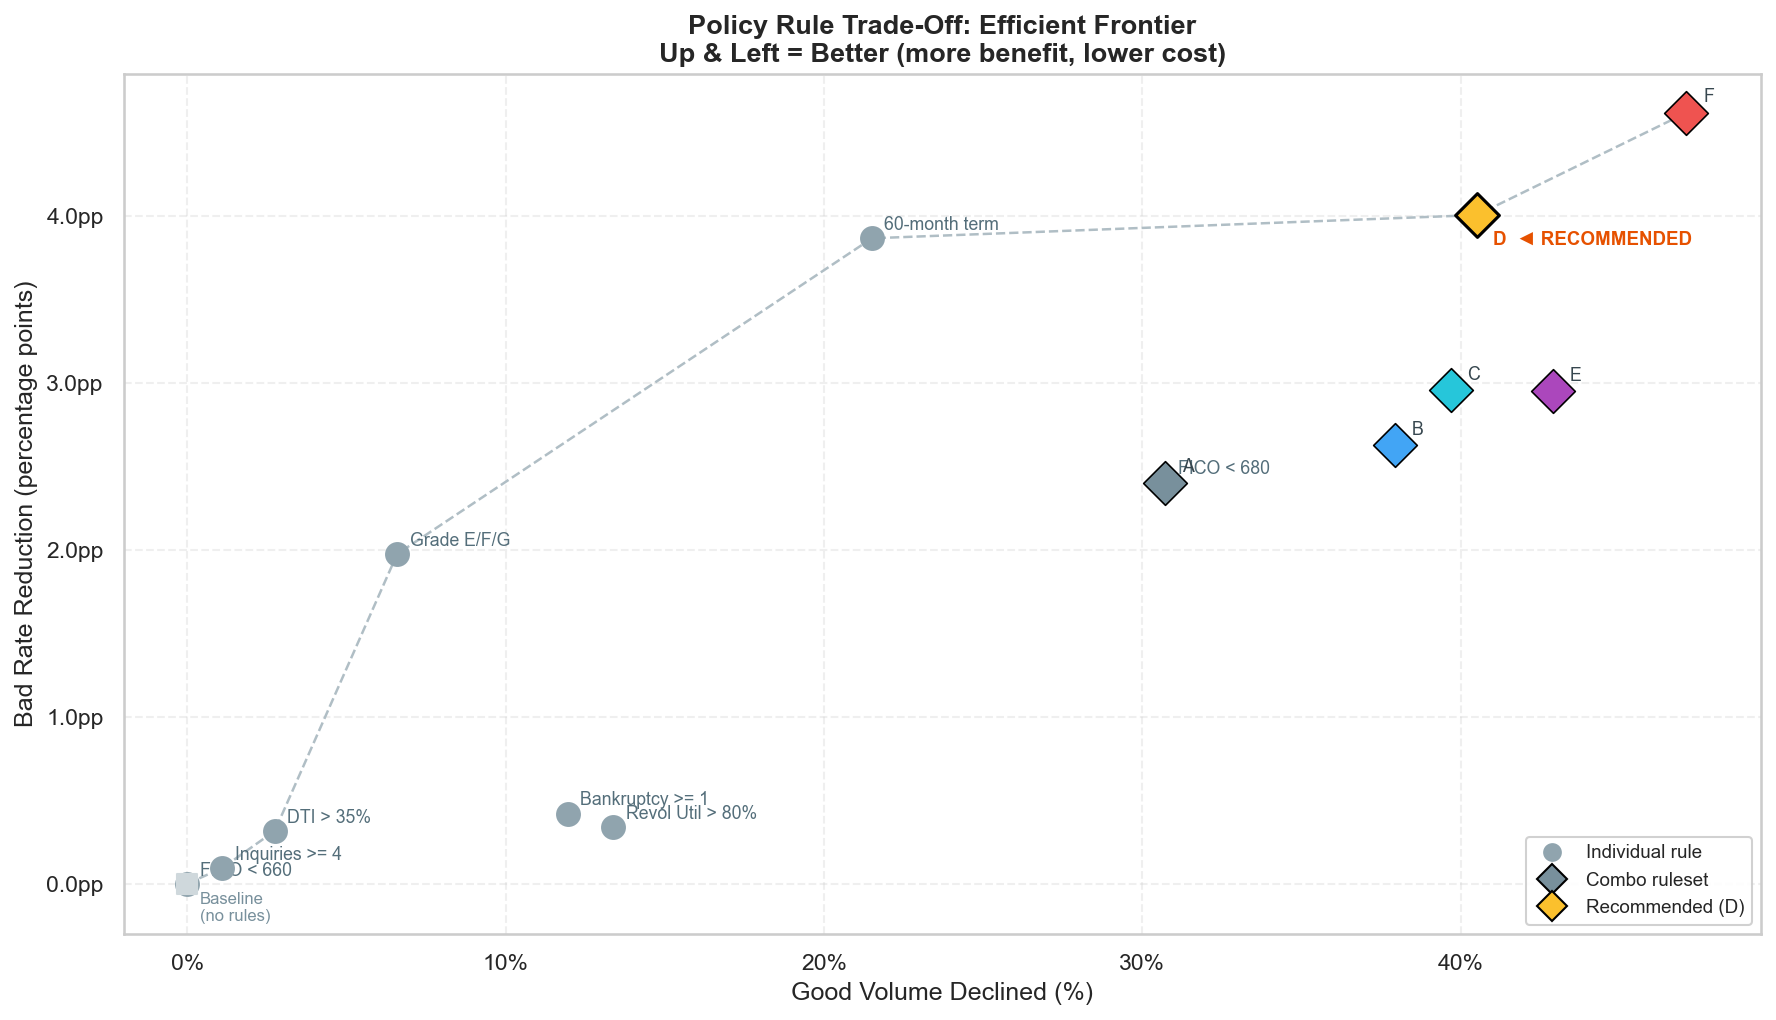 Policy Rule Trade-Off: Efficient Frontier
Up & Left = Better (more benefit, lower cost)
Bad Rate Reduction (percentage points)
4.0pp
3.0pp
2.0pp
1.0pp
0.0pp
F
60-month term
D ◄ RECOMMENDED
C
E
B
A
FICO < 680
Grade E/F/G
Bankruptcy >= 1
Revol Util > 80%
DTI > 35%
Inquiries >= 4
FICO < 660
Baseline
(no rules)
Individual rule
Combo ruleset
Recommended (D)
0%
10%
20%
30%
40%
Good Volume Declined (%)